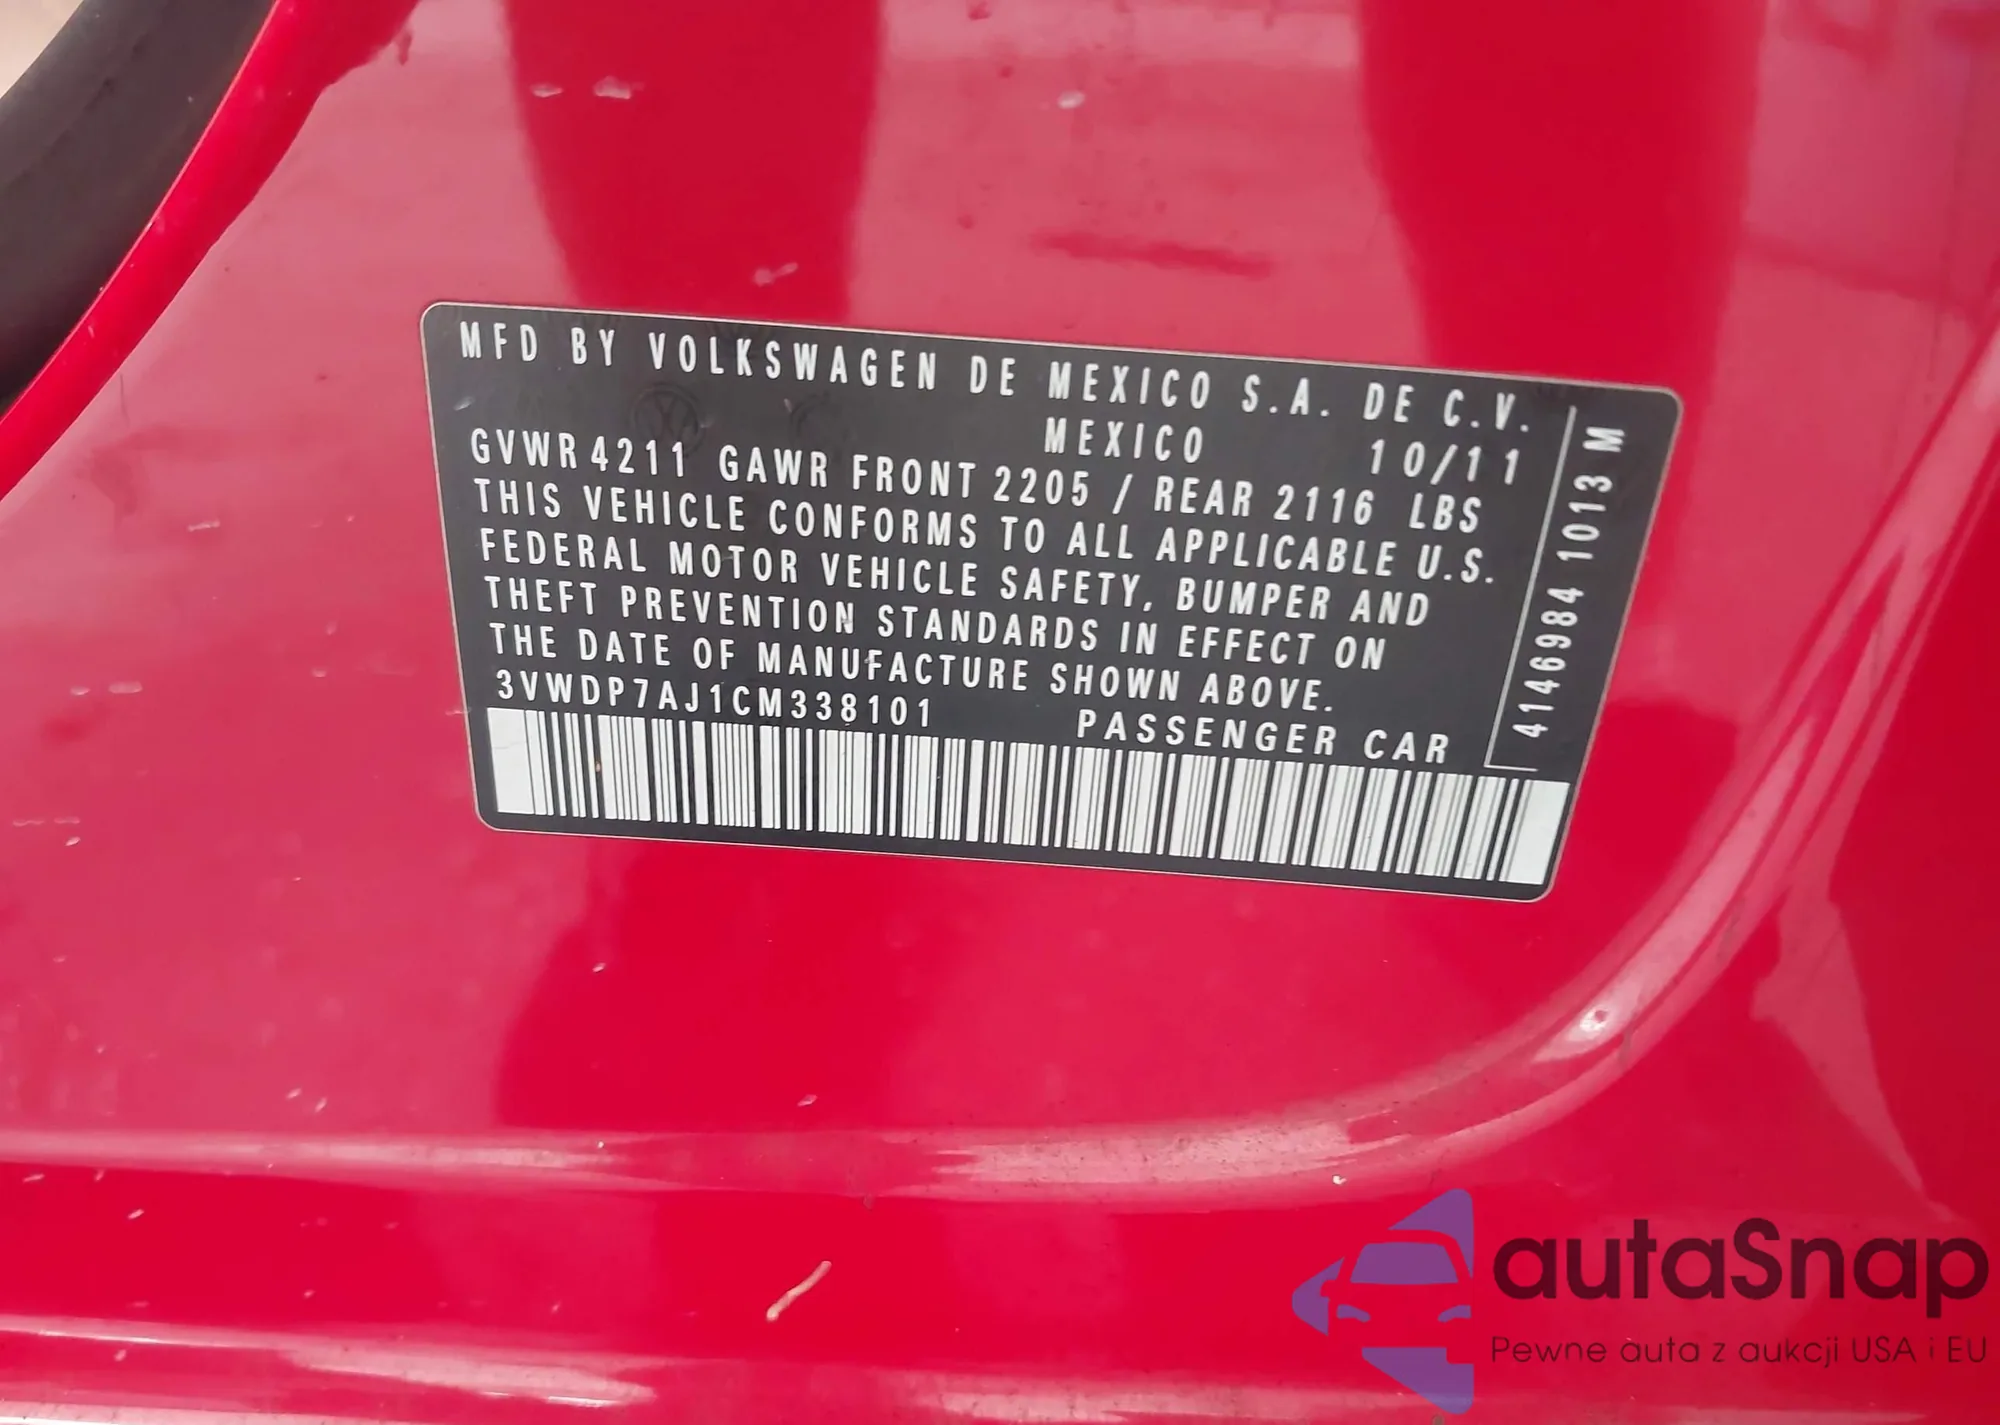 MFD BY VOLKSWAGEN DE MEXICO S.A. DE C.V.
MEXICO 10/11
GVWR 4211 GAWR FRONT 2205 / REAR 2116 LBS
THIS VEHICLE CONFORMS TO ALL APPLICABLE U.S.
FEDERAL MOTOR VEHICLE SAFETY, BUMPER AND
THEFT PREVENTION STANDARDS IN EFFECT ON
THE DATE OF MANUFACTURE SHOWN ABOVE.
3VWDP7AJ1CM338101 PASSENGER CAR
4146984 1013 M
autaSnap
Pewne auta z aukcji USA i EU